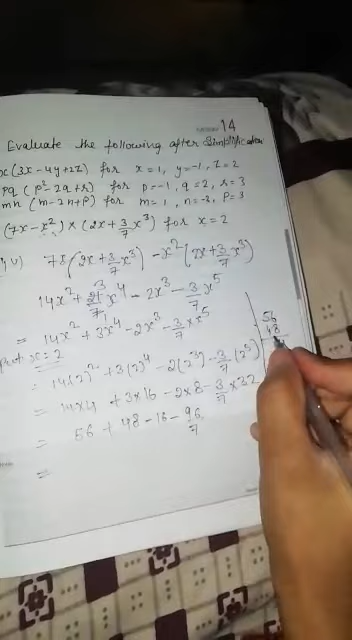 14
Evaluate the following after Simplification
x(3x-4y+2z) for x=1, y=-1, z=2
pq (p²-2q+r) for p=-1, q=2, r=3
mn (m-2n+p) for m=1, n=-3, p=3
(7x-x²) × (2x+3/7 x³) for x=2
7x(2x+3/7 x³) - x²(2x+3/7 x³)
14x² + 21/7 x⁴ - 2x³ - 3/7 x⁵
= 14x² + 3x⁴ - 2x³ - 3/7 × x⁵
put x=2
= 14(2)² + 3(2)⁴ - 2(2³) - 3/7 (2⁵)
= 14×4 + 3×16 - 2×8 - 3/7 × 32
= 56 + 48 - 16 - 96/7
=
56
48